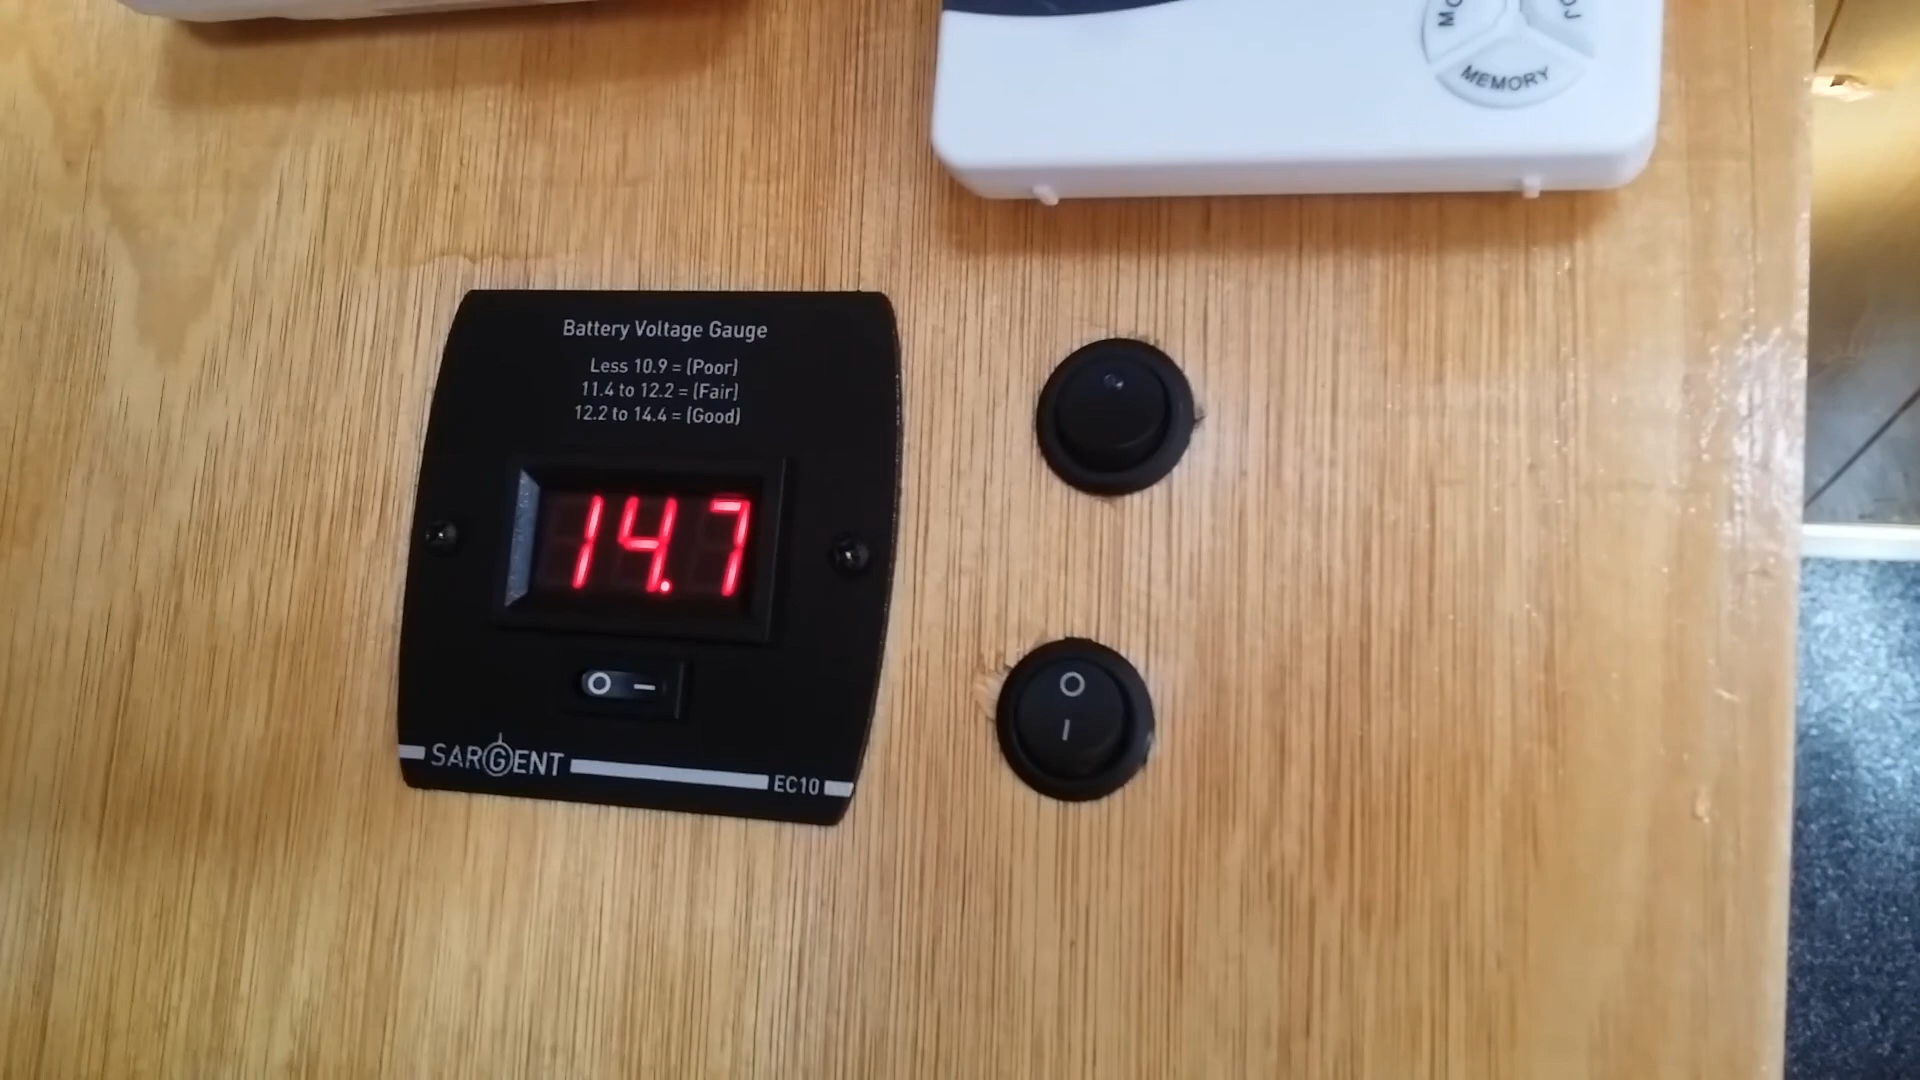 MEMORY
Battery Voltage Gauge
Less 10.9 = (Poor)
11.4 to 12.2 = (Fair)
12.2 to 14.4 = (Good)
14.7
O –
O
I
SARGENT
EC10